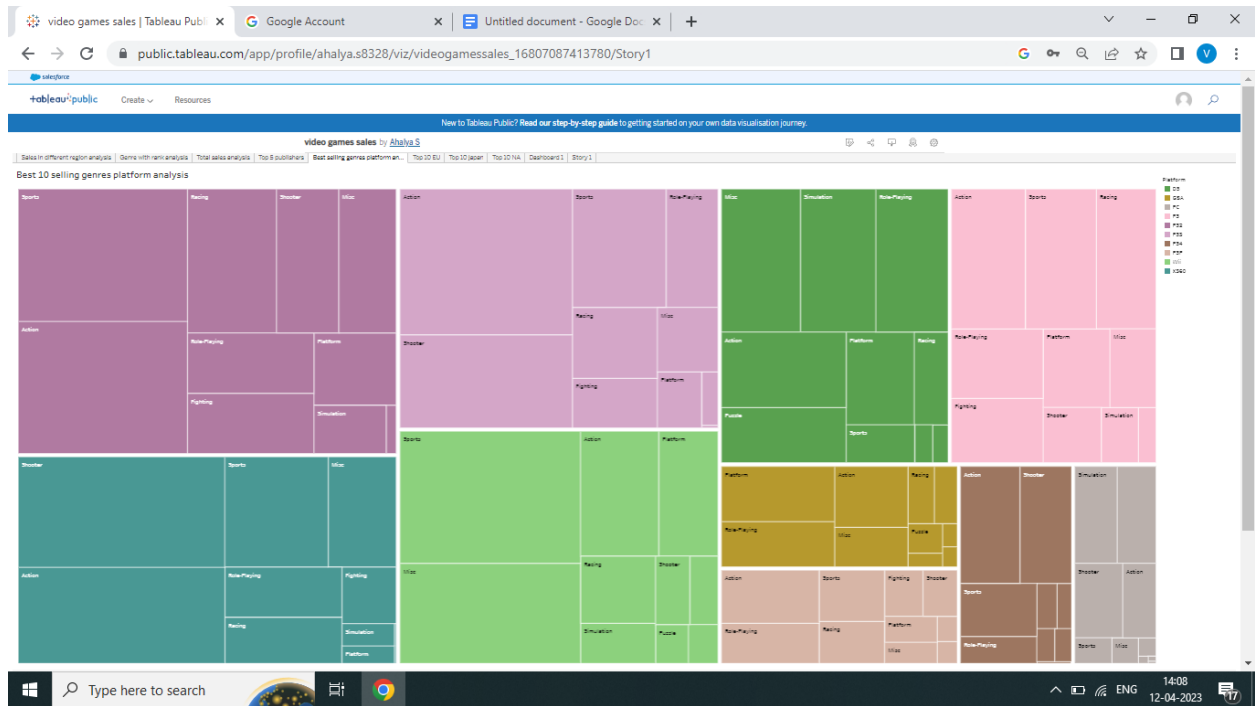 video games sales | Tableau Publi
Google Account
Untitled document - Google Doc
public.tableau.com/app/profile/ahalya.s8328/viz/videogamessales_16807087413780/Story1
V
salesforce
+ableau public
Create
Resources
New to Tableau Public? Read our step-by-step guide to getting started on your own data visualisation journey.
video games sales by Ahalya S
Sales in different region analysis
Genre with rank analysis
Total sales analysis
Best selling genres platform an...
Top 10 EU
Top 10 japan
Top 10 NA
Dashboard 1
Story 1
Best 10 selling genres platform analysis
Sports
Racing
Shooter
Misc
Action
Role-Playing
Platform
Fighting
Simulation
Action
Sports
Role-Playing
Racing
Misc
Shooter
Fighting
Platform
Misc
Simulation
Role-Playing
Action
Platform
Racing
Puzzle
Sports
Action
Sports
Racing
Role-Playing
Platform
Misc
Fighting
Shooter
Simulation
Shooter
Sports
Misc
Action
Role-Playing
Fighting
Racing
Simulation
Platform
Sports
Action
Platform
Misc
Racing
Shooter
Simulation
Puzzle
Platform
Action
Racing
Role-Playing
Misc
Puzzle
Action
Sports
Fighting
Shooter
Role-Playing
Racing
Platform
Misc
Action
Shooter
Sports
Role-Playing
Simulation
Shooter
Action
Sports
Misc
Platform
DS
GBA
PC
PS
PS2
PS3
PS4
PSP
Wii
X360
Type here to search
ENG
14:08
12-04-2023
17